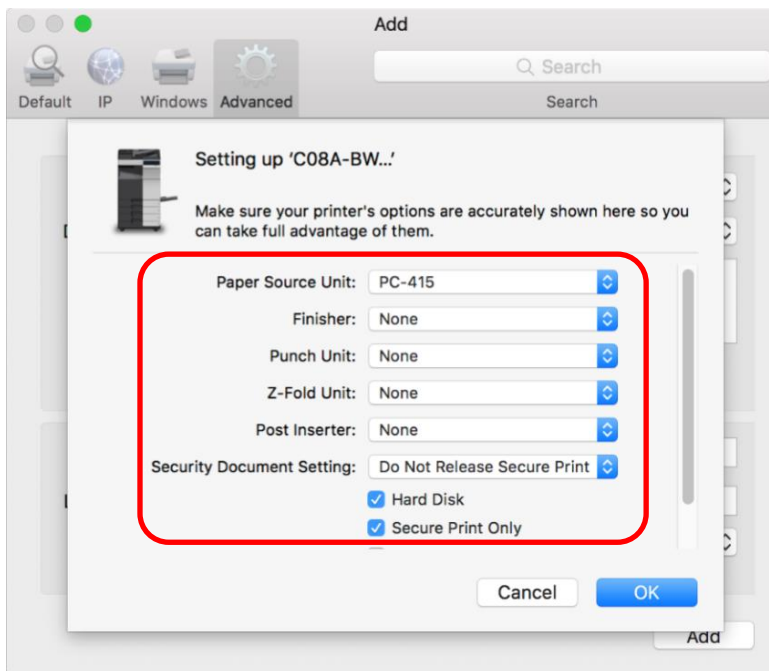 Add
Search
Default IP Windows Advanced Search
Setting up ‘C08A-BW...’
Make sure your printer's options are accurately shown here so you
can take full advantage of them.
Paper Source Unit: PC-415
Finisher: None
Punch Unit: None
Z-Fold Unit: None
Post Inserter: None
Security Document Setting: Do Not Release Secure Print
Hard Disk
Secure Print Only
Cancel OK
Add